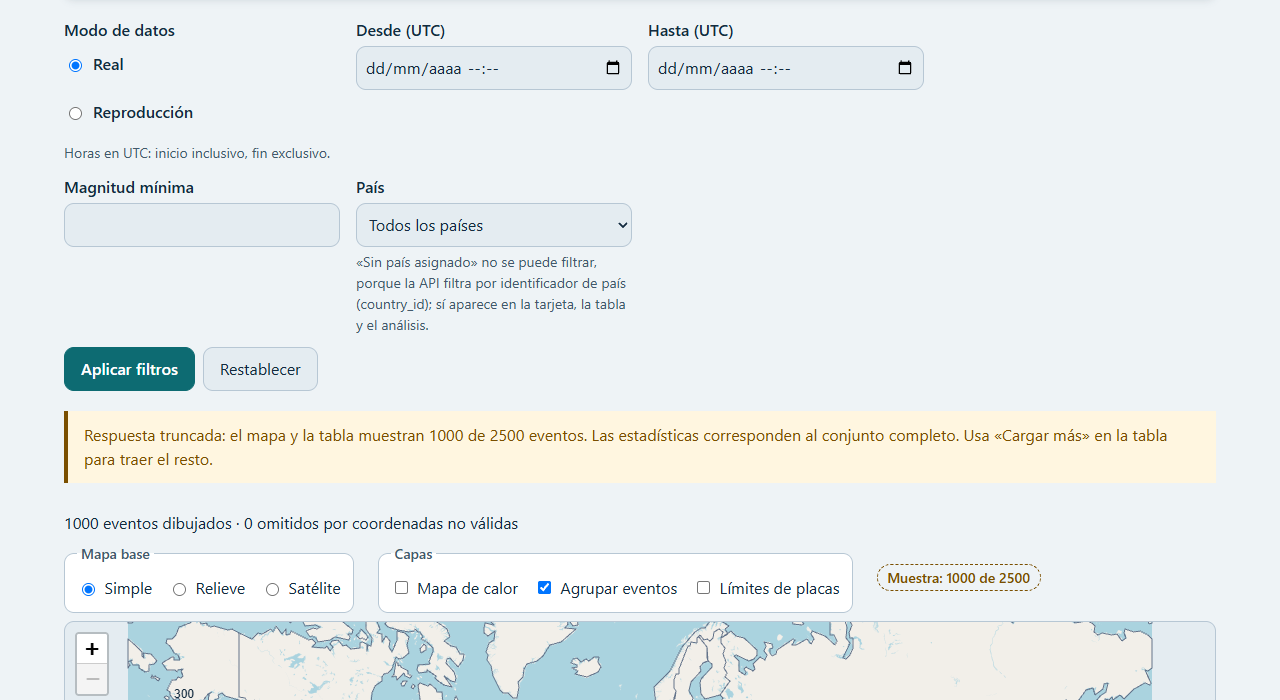 Modo de datos
Desde (UTC)
Hasta (UTC)
Real
dd/mm/aaaa --:--
dd/mm/aaaa --:--
Reproducción
Horas en UTC: inicio inclusivo, fin exclusivo.
Magnitud mínima
País
Todos los países
«Sin país asignado» no se puede filtrar,
porque la API filtra por identificador de país
(country_id); sí aparece en la tarjeta, la tabla
y el análisis.
Aplicar filtros
Restablecer
Respuesta truncada: el mapa y la tabla muestran 1000 de 2500 eventos. Las estadísticas corresponden al conjunto completo. Usa «Cargar más» en la tabla
para traer el resto.
1000 eventos dibujados · 0 omitidos por coordenadas no válidas
Mapa base
Simple
Relieve
Satélite
Capas
Mapa de calor
Agrupar eventos
Límites de placas
Muestra: 1000 de 2500
+
−
300